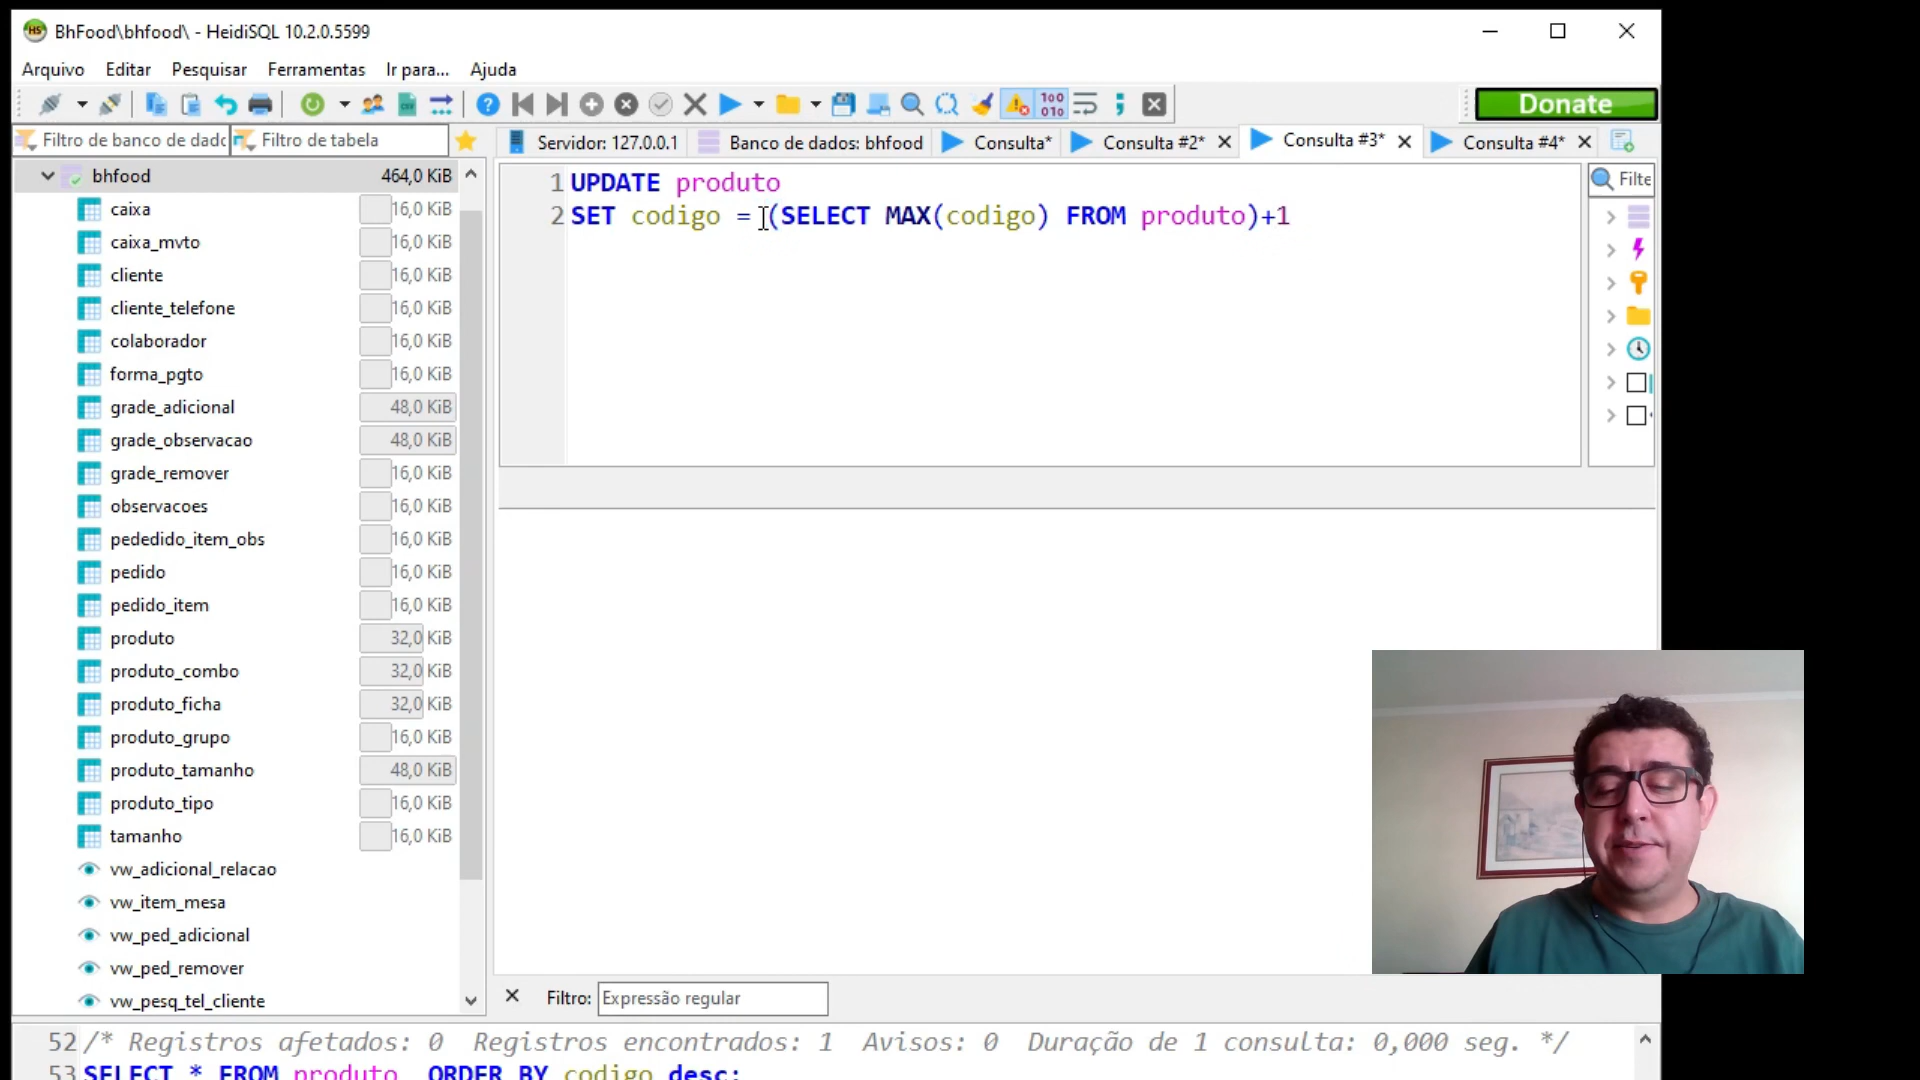 BhFood\bhfood\ - HeidiSQL 10.2.0.5599
Arquivo Editar Pesquisar Ferramentas Ir para... Ajuda
Donate
Filtro de banco de dado Filtro de tabela
Servidor: 127.0.0.1 Banco de dados: bhfood Consulta* Consulta #2* Consulta #3* Consulta #4*
bhfood 464,0 KiB
caixa 16,0 KiB
caixa_mvto 16,0 KiB
cliente 16,0 KiB
cliente_telefone 16,0 KiB
colaborador 16,0 KiB
forma_pgto 16,0 KiB
grade_adicional 48,0 KiB
grade_observacao 48,0 KiB
grade_remover 16,0 KiB
observacoes 16,0 KiB
pededido_item_obs 16,0 KiB
pedido 16,0 KiB
pedido_item 16,0 KiB
produto 32,0 KiB
produto_combo 32,0 KiB
produto_ficha 32,0 KiB
produto_grupo 16,0 KiB
produto_tamanho 48,0 KiB
produto_tipo 16,0 KiB
tamanho 16,0 KiB
vw_adicional_relacao
vw_item_mesa
vw_ped_adicional
vw_ped_remover
vw_pesq_tel_cliente
1 UPDATE produto
2 SET codigo = (SELECT MAX(codigo) FROM produto)+1
Filte
Filtro: Expressão regular
52 /* Registros afetados: 0 Registros encontrados: 1 Avisos: 0 Duração de 1 consulta: 0,000 seg. */
53 SELECT * FROM produto ORDER BY codigo desc;